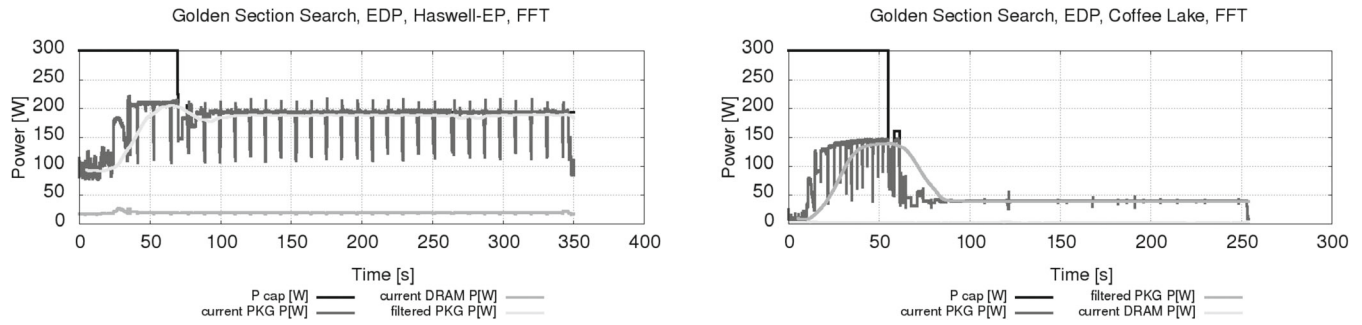 Golden Section Search, EDP, Haswell-EP, FFT
300
250
200
150
100
50
0
Power [W]
0 50 100 150 200 250 300 350 400
Time [s]
P cap [W] current DRAM P[W]
current PKG P[W] filtered PKG P[W]
Golden Section Search, EDP, Coffee Lake, FFT
300
250
200
150
100
50
0
Power [W]
0 50 100 150 200 250 300
Time [s]
P cap [W] filtered PKG P[W]
current PKG P[W] current DRAM P[W]